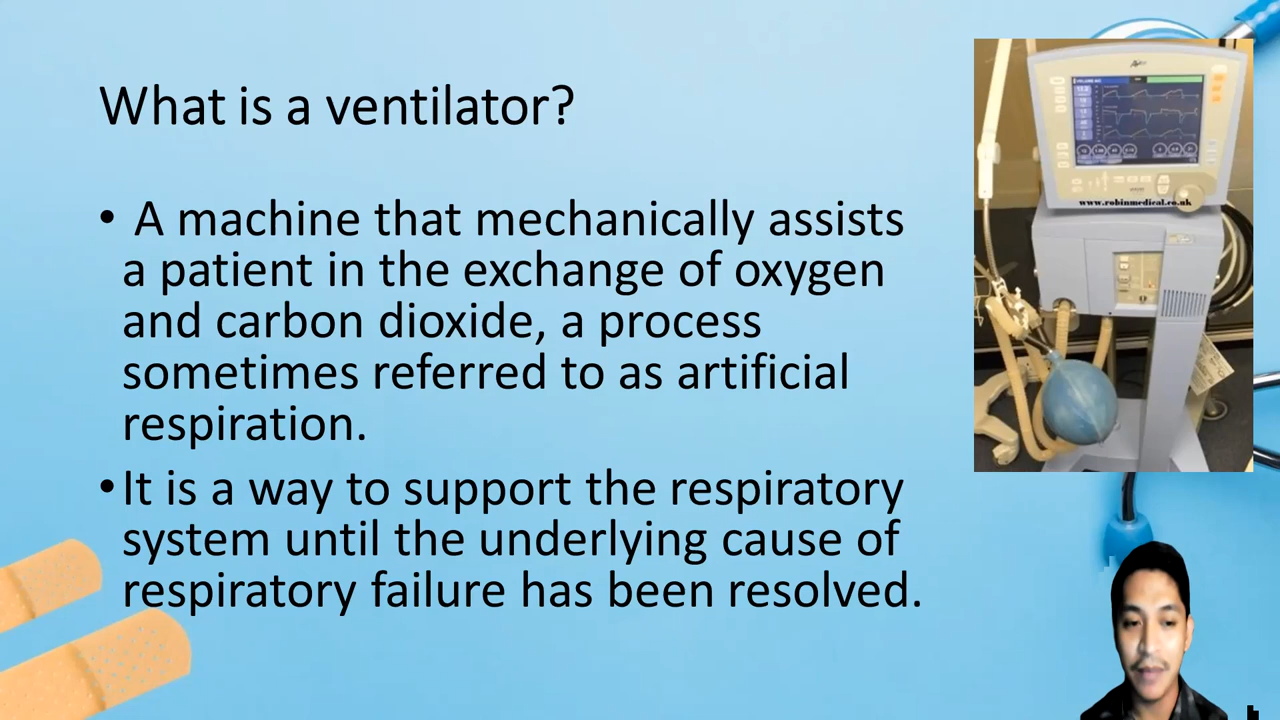 What is a ventilator?
• A machine that mechanically assists
a patient in the exchange of oxygen
and carbon dioxide, a process
sometimes referred to as artificial
respiration.
•It is a way to support the respiratory
system until the underlying cause of
respiratory failure has been resolved.
www.robinmedical.co.uk